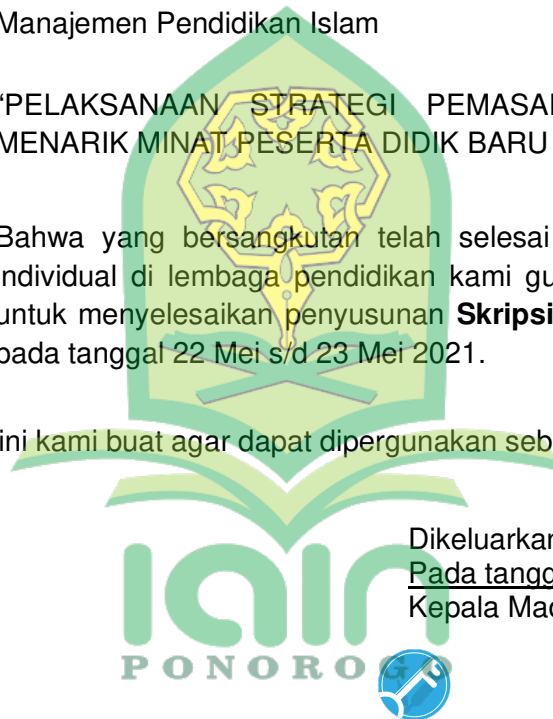 Manajemen Pendidikan Islam
“PELAKSANAAN STRATEGI PEMASA
MENARIK MINAT PESERTA DIDIK BARU
Bahwa yang bersangkutan telah selesai
individual di lembaga pendidikan kami gu
untuk menyelesaikan penyusunan Skripsi
pada tanggal 22 Mei s/d 23 Mei 2021.
ini kami buat agar dapat dipergunakan seb
Dikeluarkan
Pada tangg
Kepala Mad
iain
PONOROGO